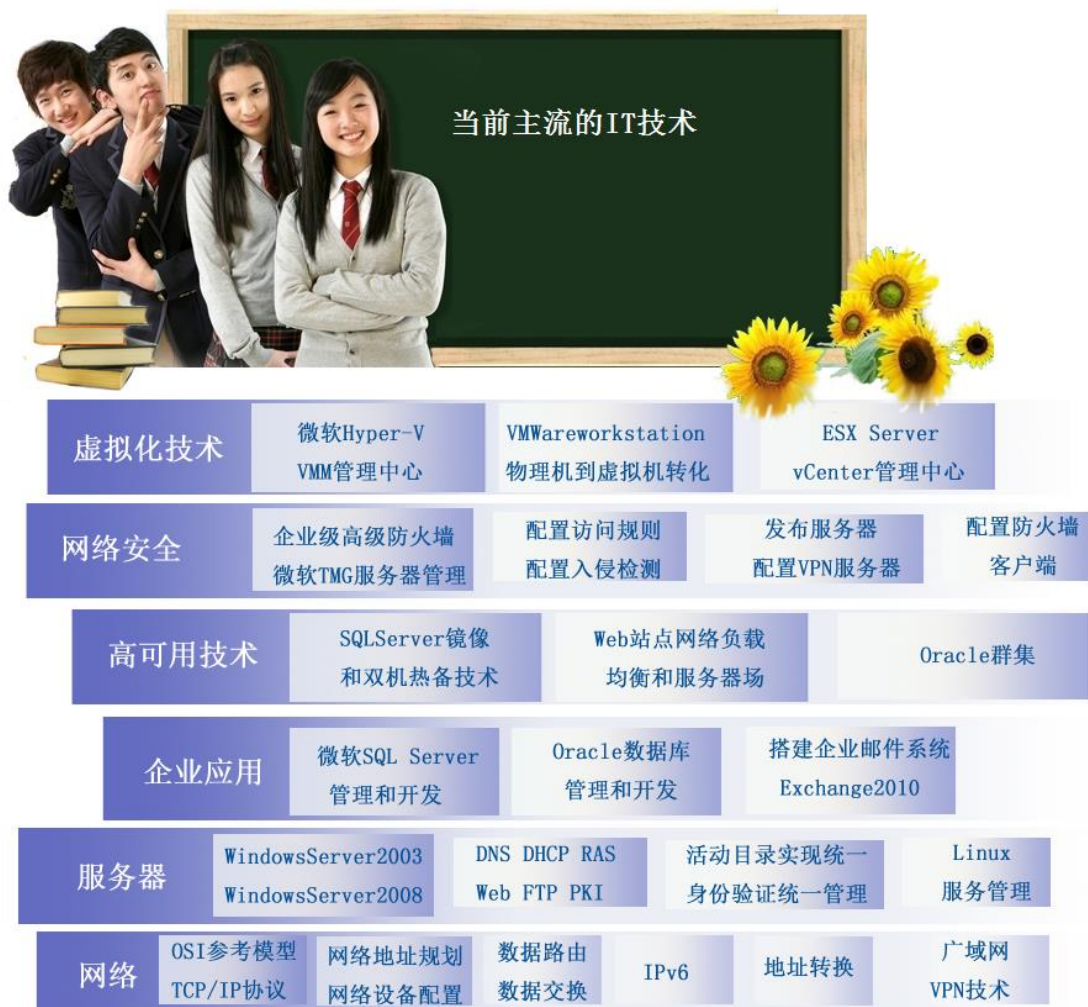 当前主流的IT技术
虚拟化技术
微软Hyper-V
VMM管理中心
VMWareworkstation
物理机到虚拟机转化
ESX Server
vCenter管理中心
网络安全
企业级高级防火墙
微软TMG服务器管理
配置访问规则
配置入侵检测
发布服务器
配置VPN服务器
配置防火墙
客户端
高可用技术
SQLServer镜像
和双机热备技术
Web站点网络负载
均衡和服务器场
Oracle群集
企业应用
微软SQL Server
管理和开发
Oracle数据库
管理和开发
搭建企业邮件系统
Exchange2010
服务器
WindowsServer2003
WindowsServer2008
DNS DHCP RAS
Web FTP PKI
活动目录实现统一
身份验证统一管理
Linux
服务管理
网络
OSI参考模型
TCP/IP协议
网络地址规划
网络设备配置
数据路由
数据交换
IPv6
地址转换
广域网
VPN技术